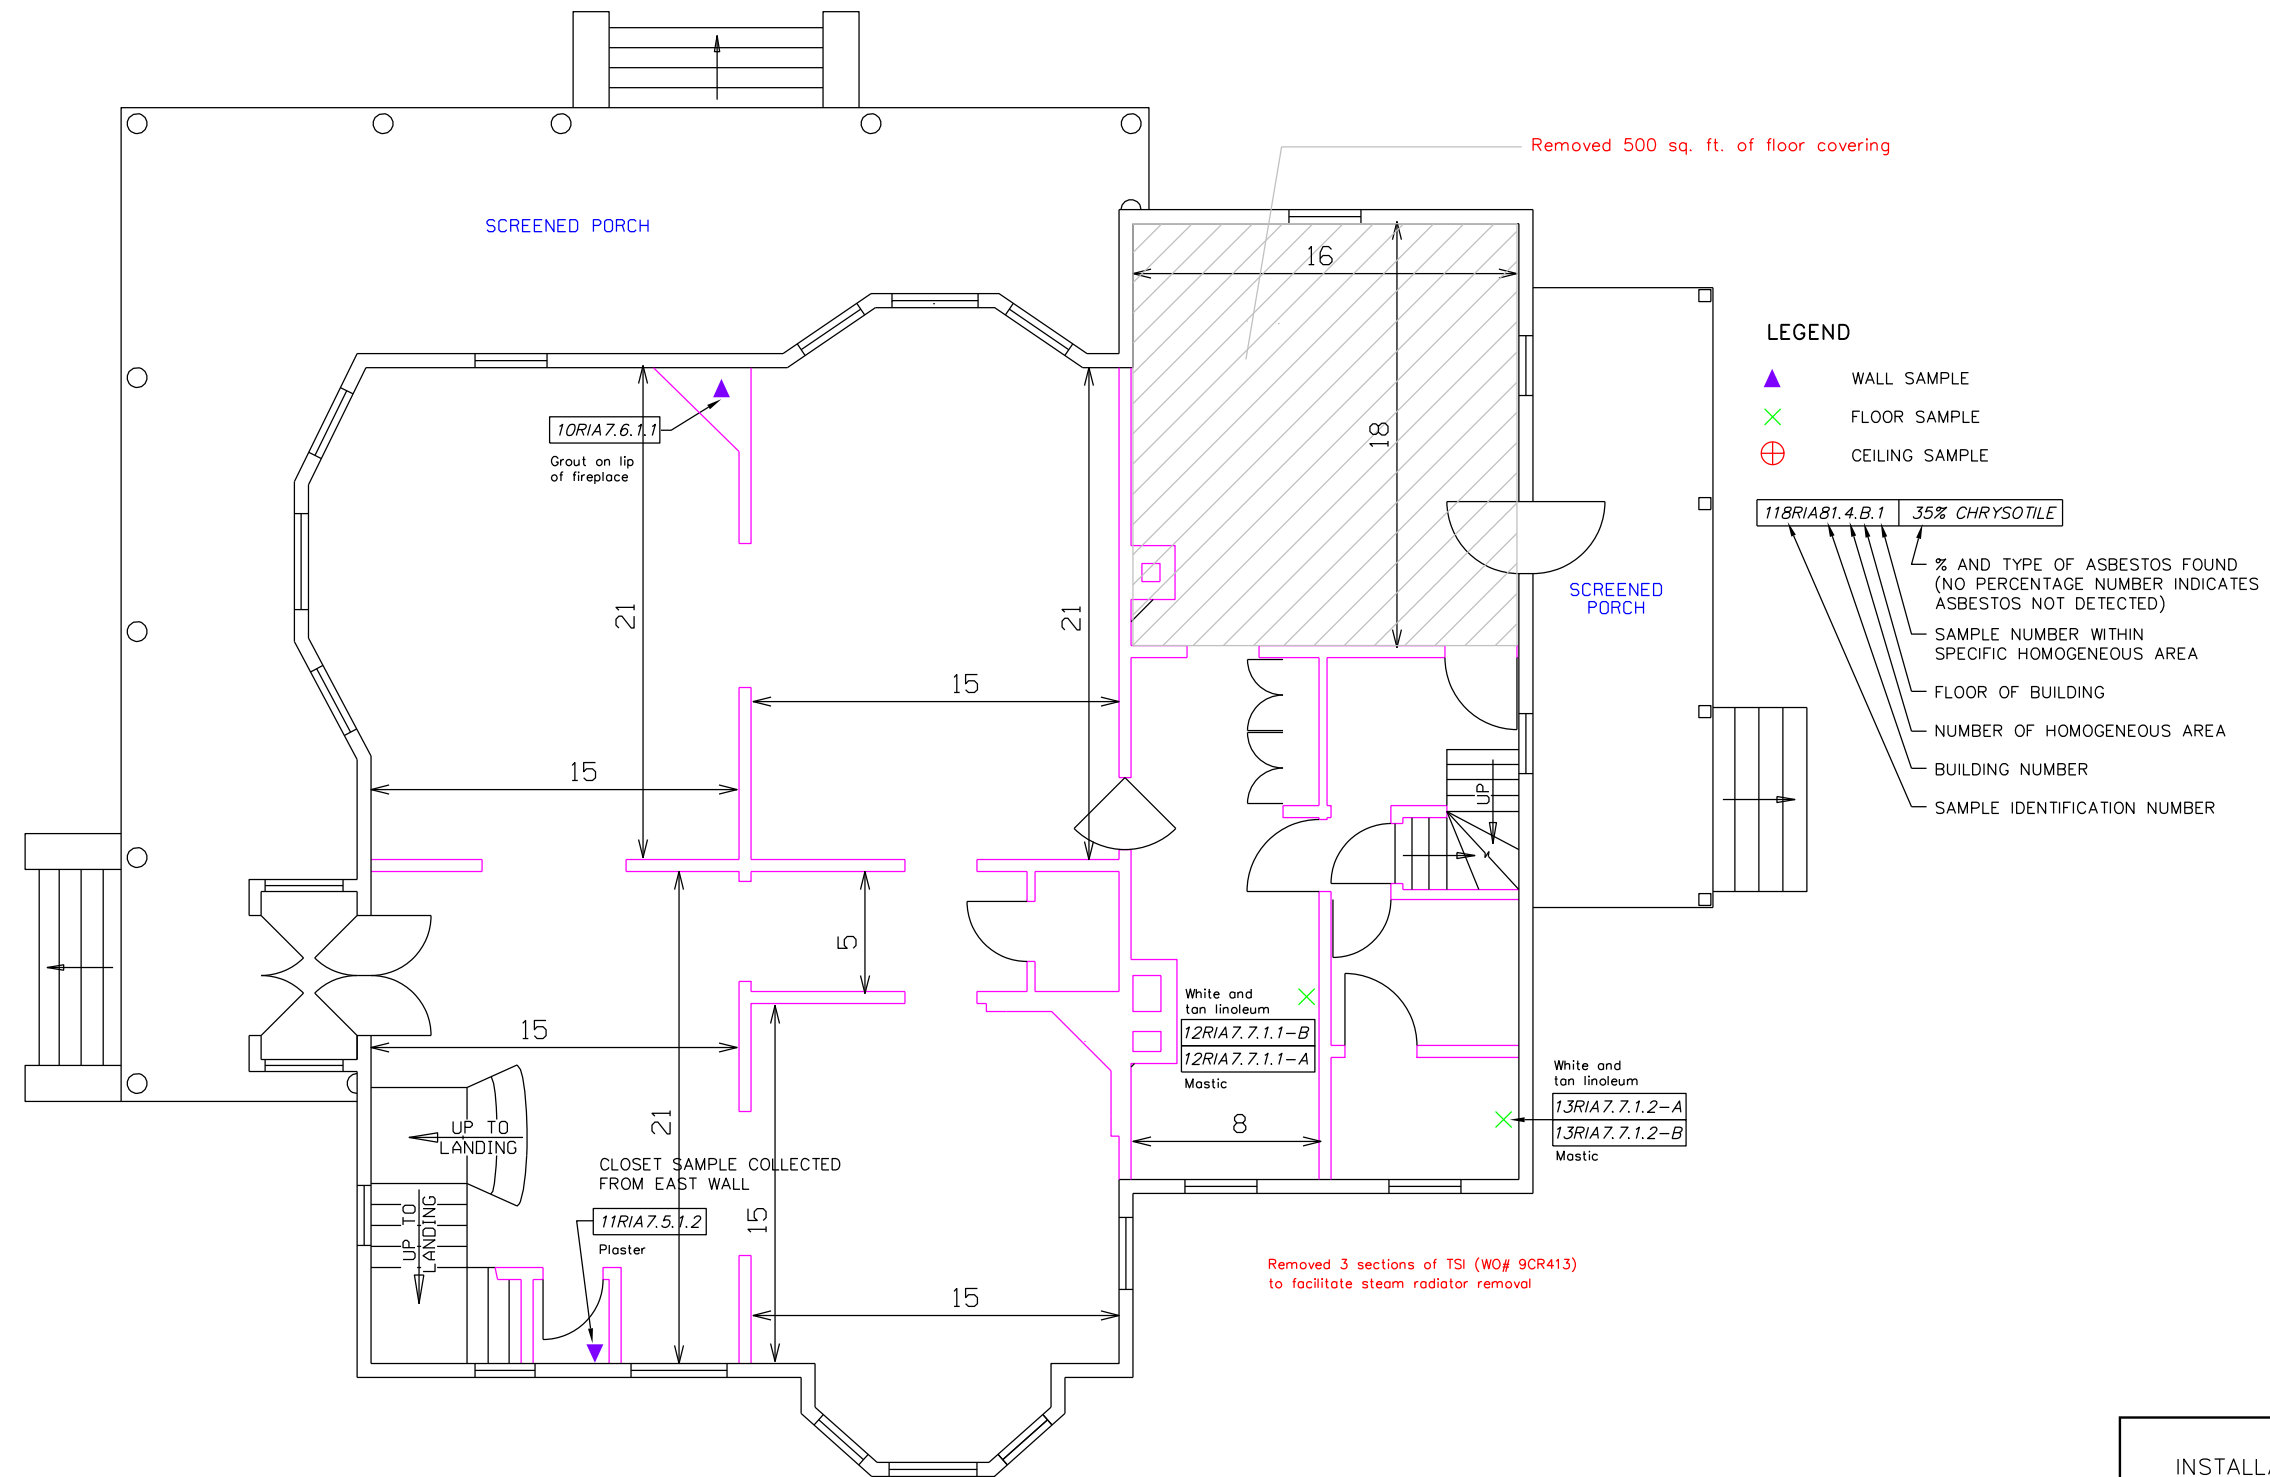 Removed 500 sq. ft. of floor covering
SCREENED PORCH
16
LEGEND
WALL SAMPLE
FLOOR SAMPLE
CEILING SAMPLE
10RIA7.6.1.1
Grout on lip
of fireplace
18
118RIA81.4.B.1
35% CHRYSOTILE
% AND TYPE OF ASBESTOS FOUND
(NO PERCENTAGE NUMBER INDICATES
ASBESTOS NOT DETECTED)
SAMPLE NUMBER WITHIN
SPECIFIC HOMOGENEOUS AREA
FLOOR OF BUILDING
NUMBER OF HOMOGENEOUS AREA
BUILDING NUMBER
SAMPLE IDENTIFICATION NUMBER
SCREENED
PORCH
21
21
15
15
UP
5
15
White and
tan linoleum
12RIA7.7.1.1-B
12RIA7.7.1.1-A
Mastic
White and
tan linoleum
13RIA7.7.1.2-A
13RIA7.7.1.2-B
Mastic
8
21
UP TO
LANDING
CLOSET SAMPLE COLLECTED
FROM EAST WALL
11RIA7.5.1.2
Plaster
UP TO
LANDING
15
15
Removed 3 sections of TSI (WO# 9CR413)
to facilitate steam radiator removal